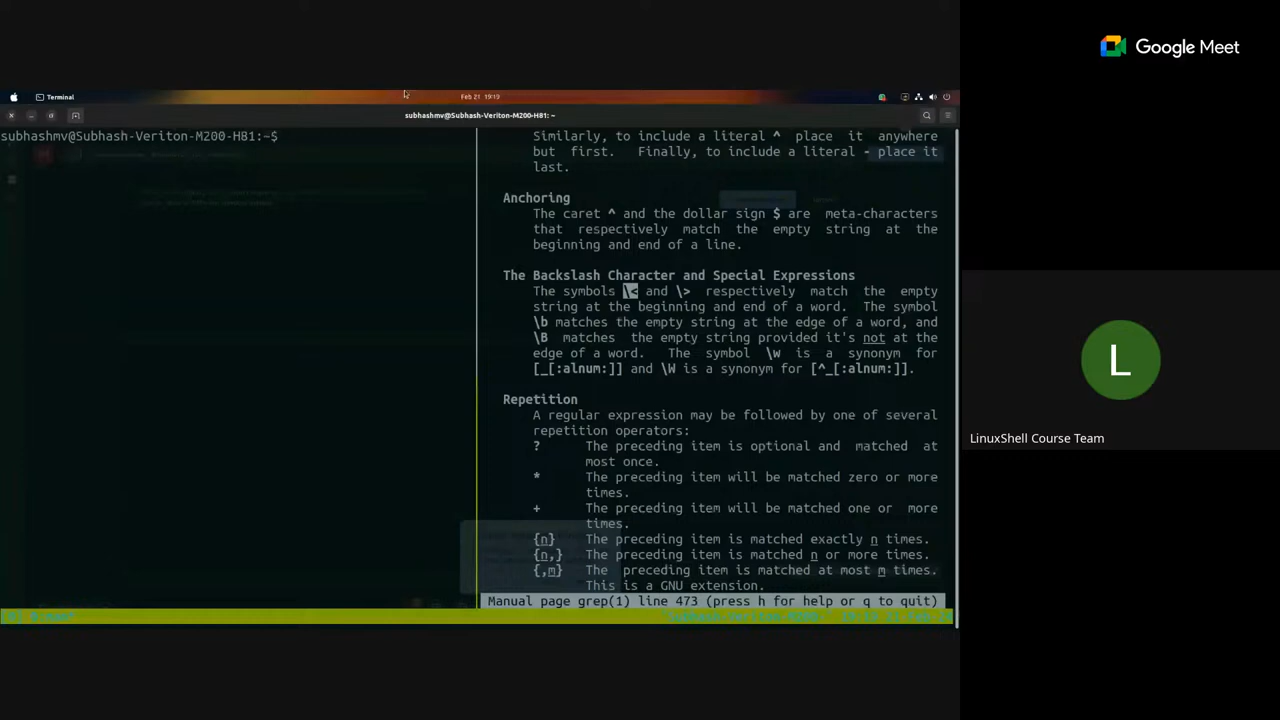 Google Meet
Terminal
Feb 21 19:19
subhashmv@Subhash-Veriton-M200-H81: ~
subhashmv@Subhash-Veriton-M200-H81:~$
Similarly, to include a literal ^ place it anywhere
but first. Finally, to include a literal - place it
last.
Anchoring
The caret ^ and the dollar sign $ are meta-characters
that respectively match the empty string at the
beginning and end of a line.
The Backslash Character and Special Expressions
The symbols \< and \> respectively match the empty
string at the beginning and end of a word. The symbol
\b matches the empty string at the edge of a word, and
\B matches the empty string provided it's not at the
edge of a word. The symbol \w is a synonym for
[_[:alnum:]] and \W is a synonym for [^_[:alnum:]].
Repetition
A regular expression may be followed by one of several
repetition operators:
? The preceding item is optional and matched at
most once.
* The preceding item will be matched zero or more
times.
+ The preceding item will be matched one or more
times.
{n} The preceding item is matched exactly n times.
{n,} The preceding item is matched n or more times.
{,m} The preceding item is matched at most m times.
This is a GNU extension.
Manual page grep(1) line 473 (press h for help or q to quit)
L
LinuxShell Course Team